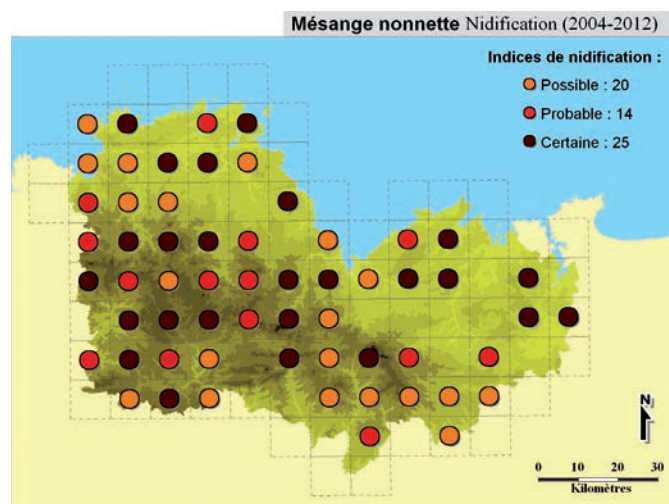 Mésange nonnette Nidification (2004-2012)
Indices de nidification :
Possible : 20
Probable : 14
Certaine : 25
N
0 10 20 30
Kilomètres